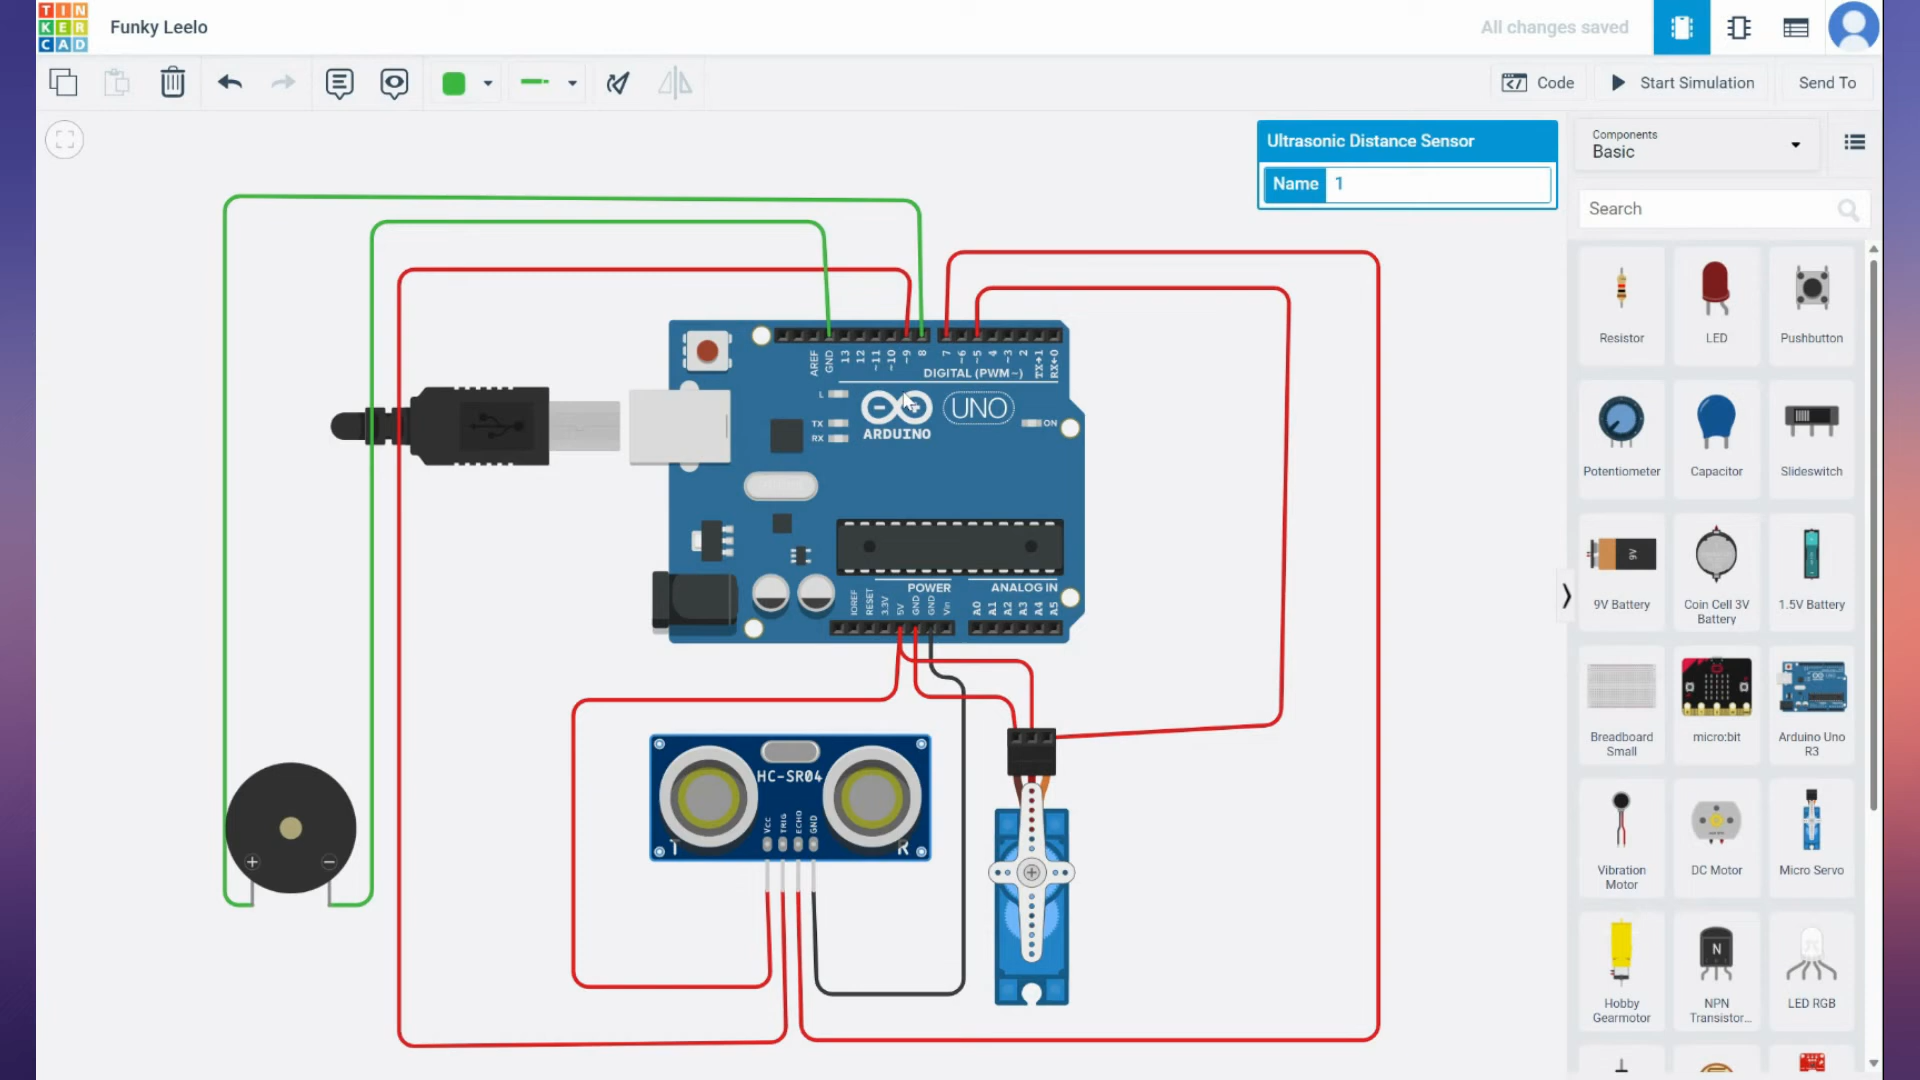 TIN
KER
CAD
Funky Leelo
All changes saved
Code
Start Simulation
Send To
Ultrasonic Distance Sensor
Name 1
Components
Basic
Search
Resistor
LED
Pushbutton
Potentiometer
Capacitor
Slideswitch
9V
9V Battery
Coin Cell 3V
Battery
1.5V Battery
Breadboard
Small
micro:bit
Arduino Uno
R3
Vibration
Motor
DC Motor
Micro Servo
Hobby
Gearmotor
N
NPN
Transistor...
LED RGB
AREF
GND
13
12
~11
~10
~9
8
7
~6
~5
4
~3
2
TX→1
RX←0
DIGITAL (PWM~)
L
TX
RX
ARDUINO
UNO
ON
POWER
ANALOG IN
IOREF
RESET
3.3V
5V
GND
GND
Vin
A0
A1
A2
A3
A4
A5
HC-SR04
Vcc
TRIG
ECHO
GND
T
R
+
−